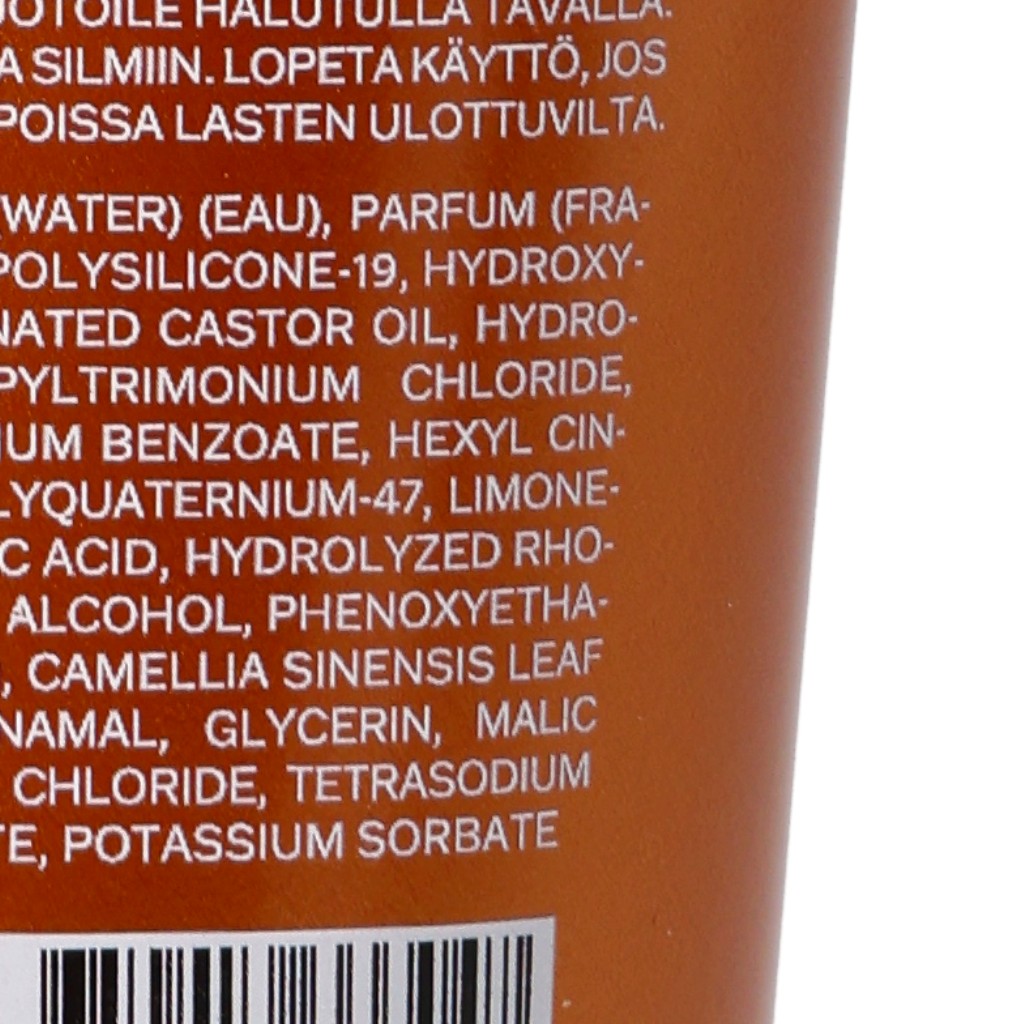 UOTOILE HALUTULLA TAVALLA.
A SILMIIN. LOPETA KÄYTTÖ, JOS
POISSA LASTEN ULOTTUVILTA.
(WATER) (EAU), PARFUM (FRA-
POLYSILICONE-19, HYDROXY-
NATED CASTOR OIL, HYDRO-
PYLTRIMONIUM CHLORIDE,
IUM BENZOATE, HEXYL CIN-
LYQUATERNIUM-47, LIMONE-
C ACID, HYDROLYZED RHO-
ALCOHOL, PHENOXYETHA-
, CAMELLIA SINENSIS LEAF
NAMAL, GLYCERIN, MALIC
CHLORIDE, TETRASODIUM
TE, POTASSIUM SORBATE